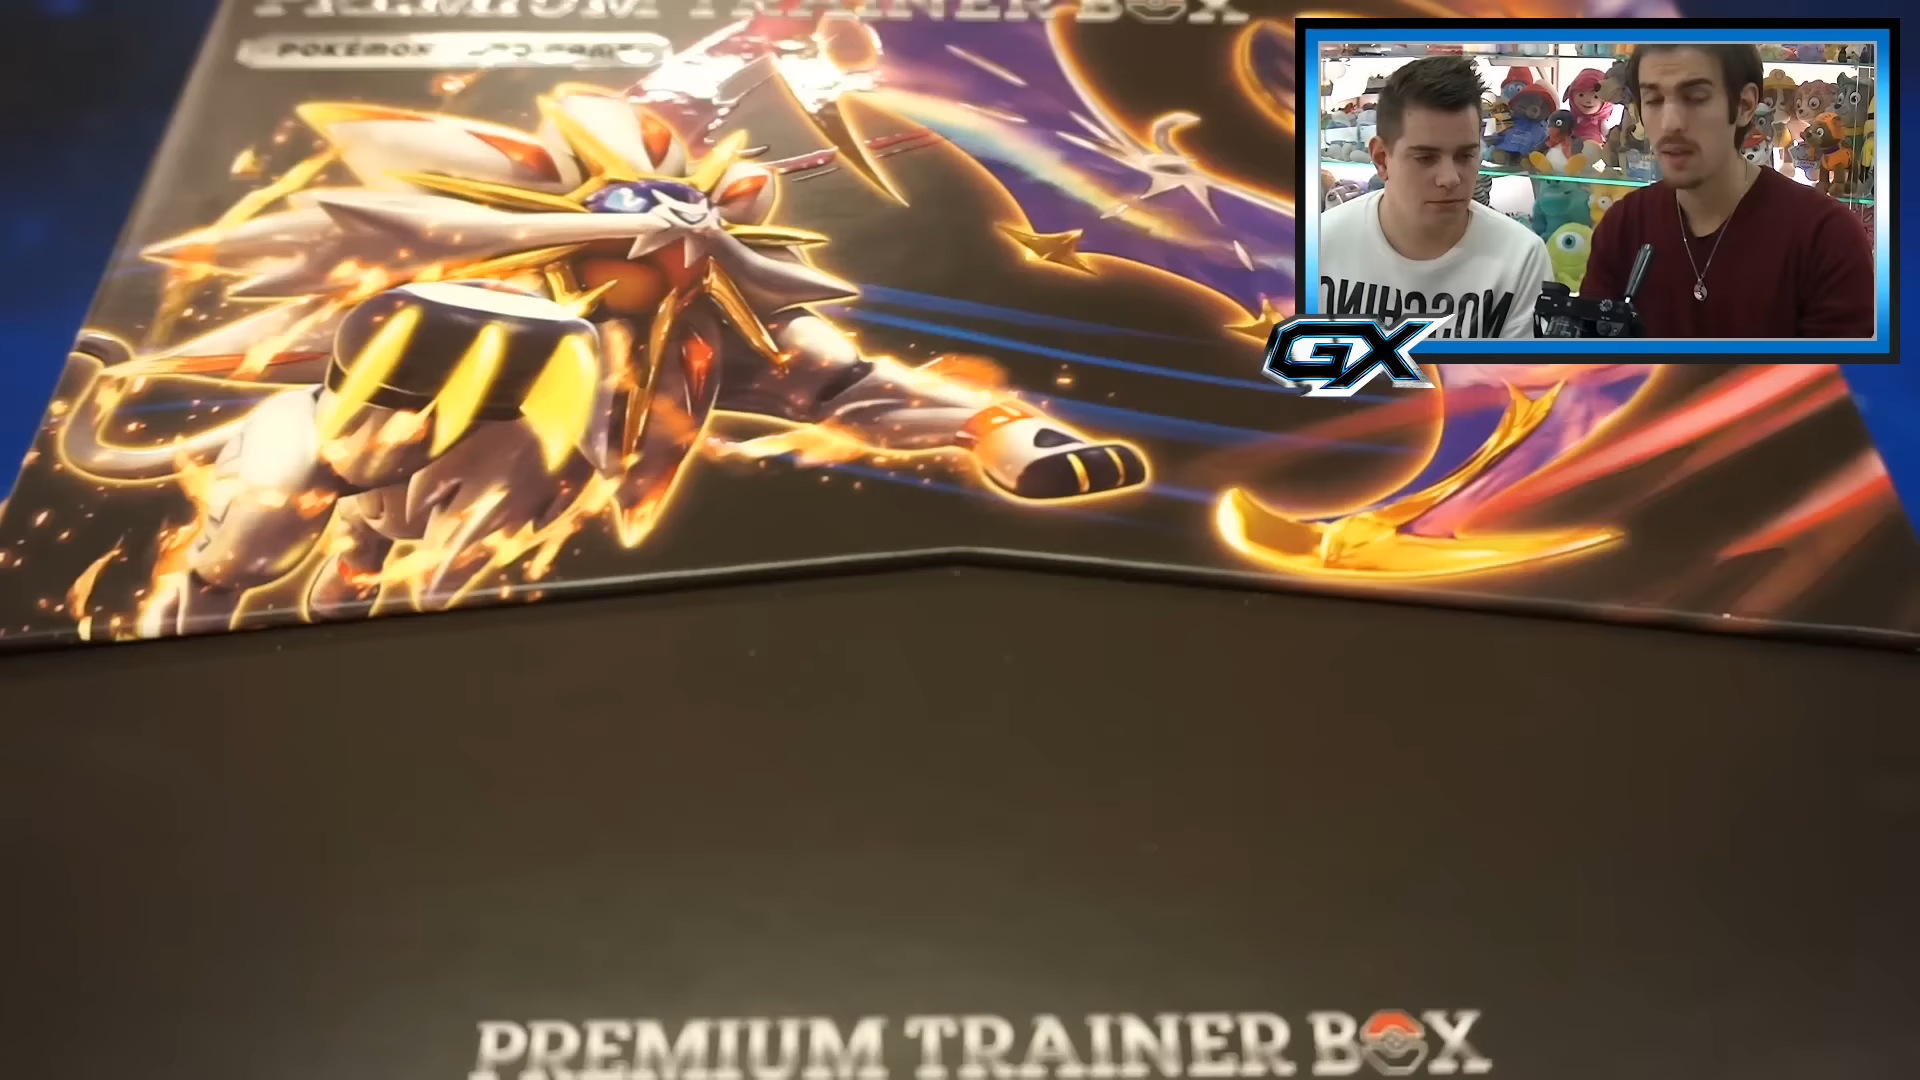 PREMIUM TRAINER BOX
POKÉMON
GX
MOSCHINO
PREMIUM TRAINER BOX